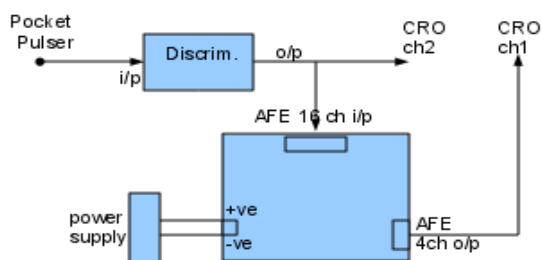 Pocket
Pulser
i/p
Discrim.
o/p
CRO
ch2
CRO
ch1
AFE 16 ch i/p
power
supply
+ve
-ve
AFE
4ch o/p